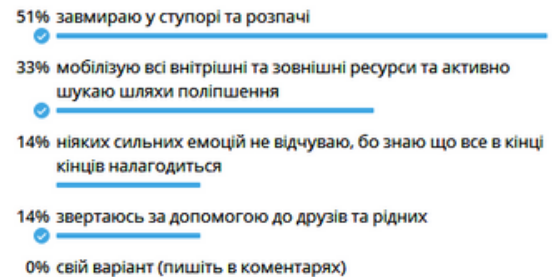 51% завмираю у ступорі та розпачі
33% мобілізую всі внітрішні та зовнішні ресурси та активно
шукаю шляхи поліпшення
14% ніяких сильних емоцій не відчуваю, бо знаю що все в кінці
кінців налагодиться
14% звертаюсь за допомогою до друзів та рідних
0% свій варіант (пишіть в коментарях)